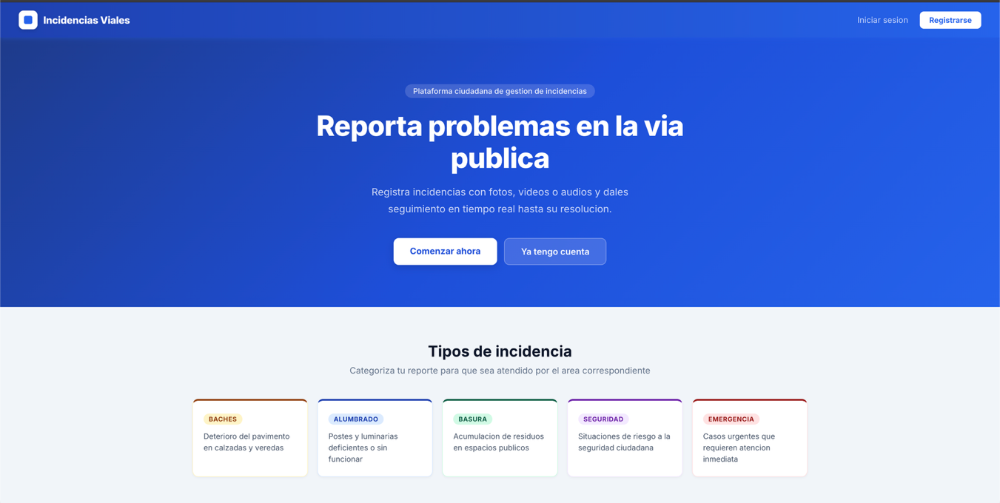 Incidencias Viales
Iniciar sesion
Registrarse
Plataforma ciudadana de gestion de incidencias
Reporta problemas en la via
publica
Registra incidencias con fotos, videos o audios y dales
seguimiento en tiempo real hasta su resolucion.
Comenzar ahora
Ya tengo cuenta
Tipos de incidencia
Categoriza tu reporte para que sea atendido por el area correspondiente
BACHES
Deterioro del pavimento
en calzadas y veredas
ALUMBRADO
Postes y luminarias
deficientes o sin
funcionar
BASURA
Acumulacion de residuos
en espacios publicos
SEGURIDAD
Situaciones de riesgo a la
seguridad ciudadana
EMERGENCIA
Casos urgentes que
requieren atencion
inmediata